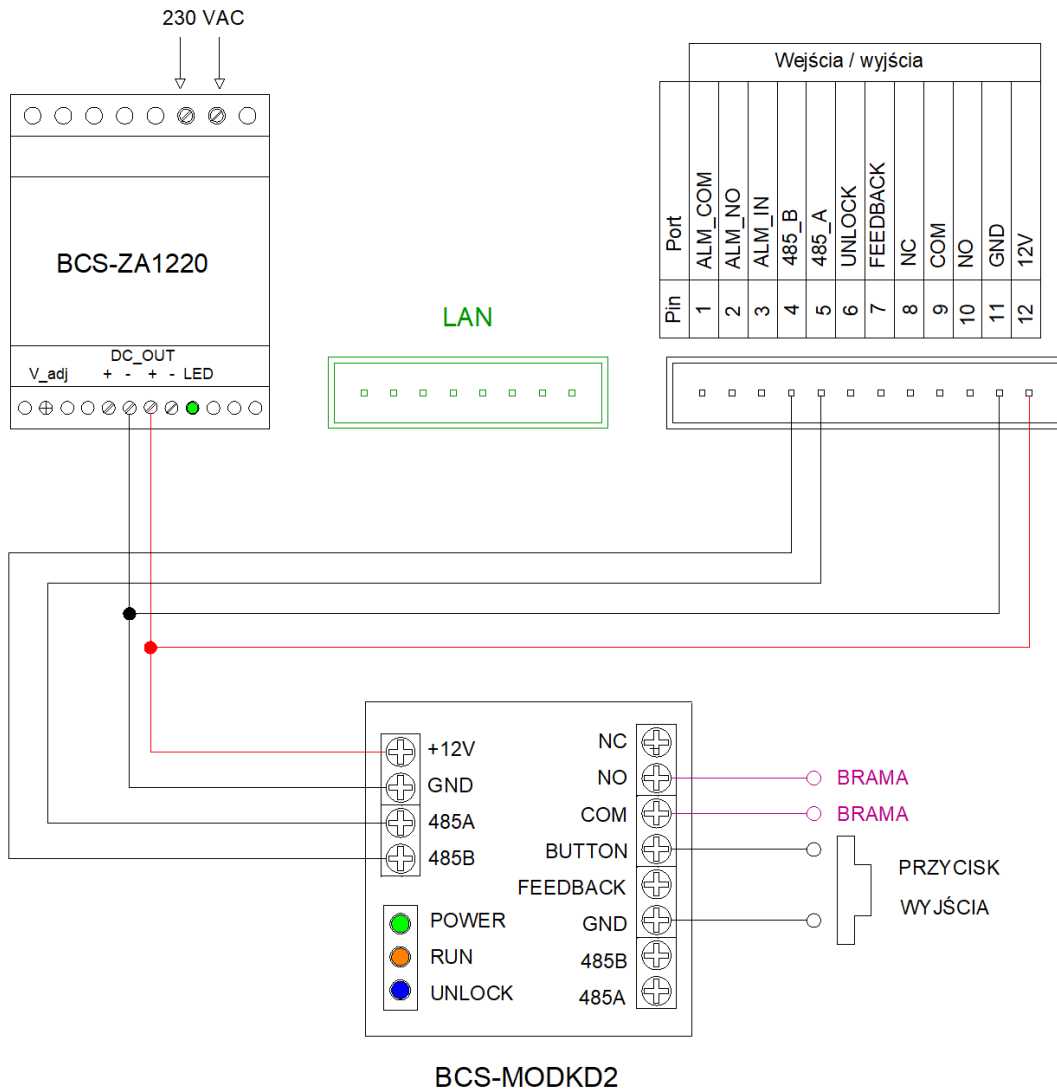 230 VAC
BCS-ZA1220
DC_OUT
V_adj + - + - LED
LAN
Wejścia / wyjścia
Port ALM_COM ALM_NO ALM_IN 485_B 485_A UNLOCK FEEDBACK NC COM NO GND 12V
Pin 1 2 3 4 5 6 7 8 9 10 11 12
+12V
GND
485A
485B
POWER
RUN
UNLOCK
NC
NO
COM
BUTTON
FEEDBACK
GND
485B
485A
BRAMA
BRAMA
PRZYCISK
WYJŚCIA
BCS-MODKD2